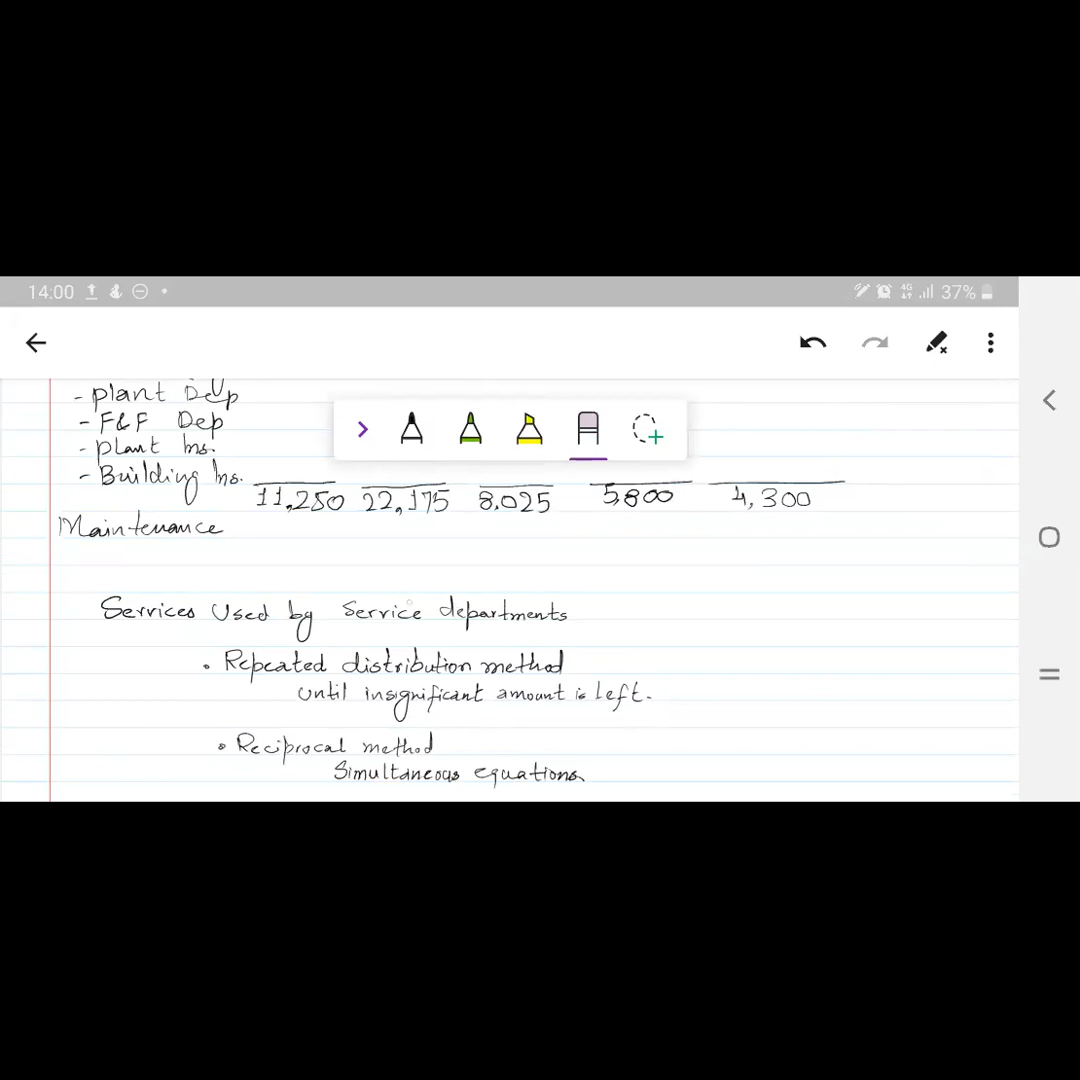 14:00
4G 37%
- plant Dep
- F&F Dep
- plant Ins.
- Building Ins.
11,250 22,175 8,025 5,800 4,300
Maintenance
Services Used by Service departments
• Repeated distribution method
until insignificant amount is left.
• Reciprocal method
Simultaneous equations